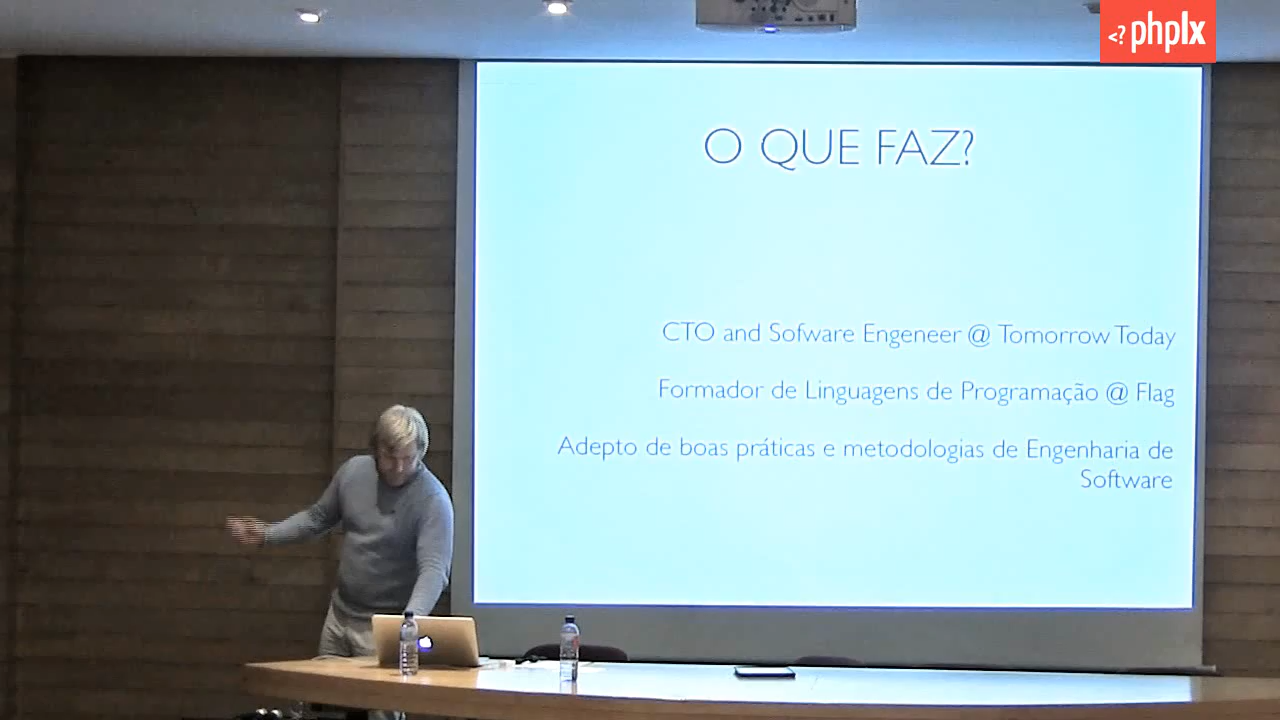 <? phplx
O QUE FAZ?
CTO and Sofware Engeneer @ Tomorrow Today
Formador de Linguagens de Programação @ Flag
Adepto de boas práticas e metodologias de Engenharia de
Software